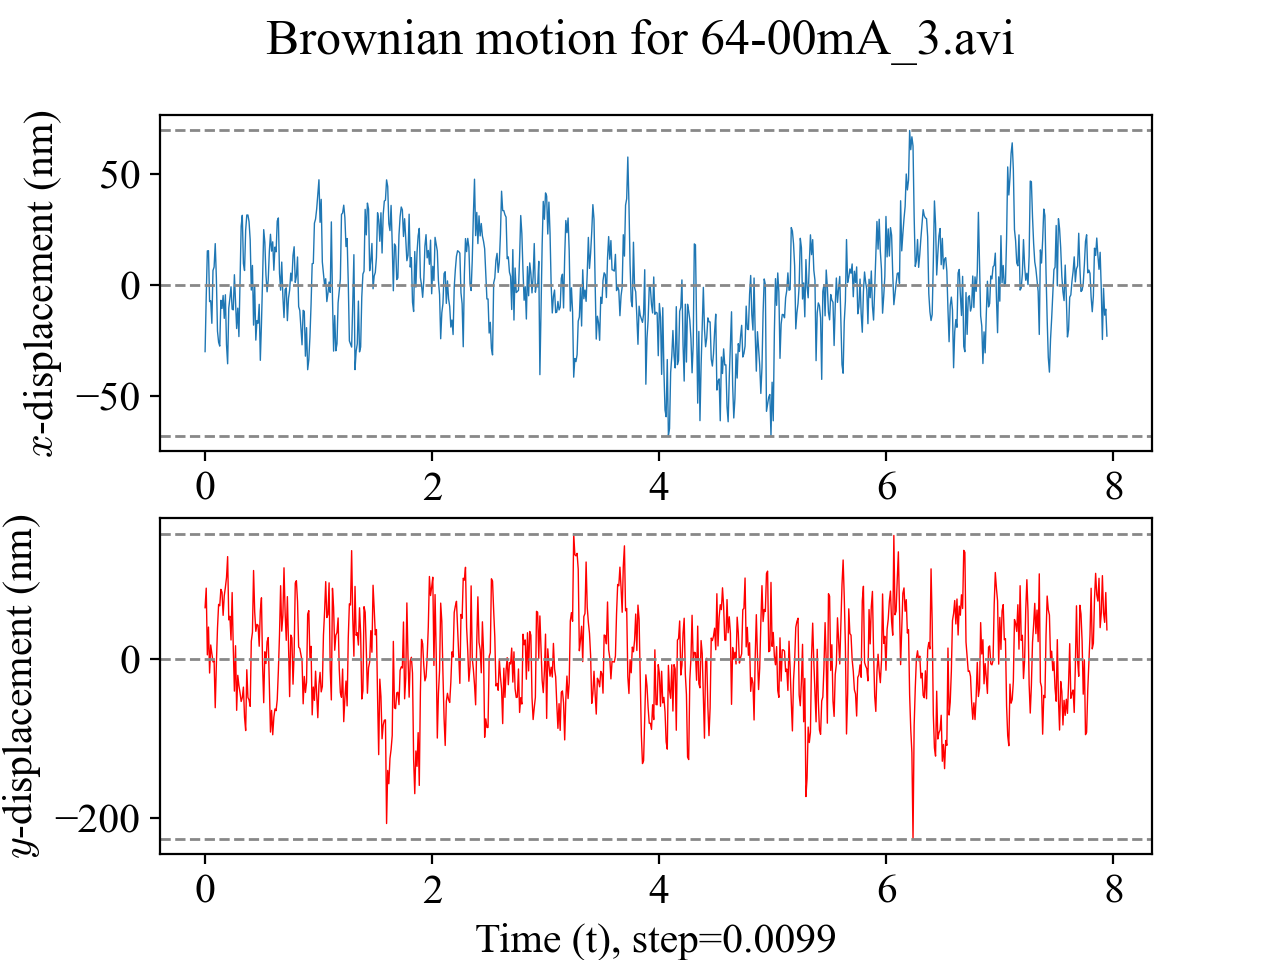 Brownian motion for 64-00mA_3.avi
x-displacement (nm)
50
0
−50
0 2 4 6 8
y-displacement (nm)
0
−200
0 2 4 6 8
Time (t), step=0.0099